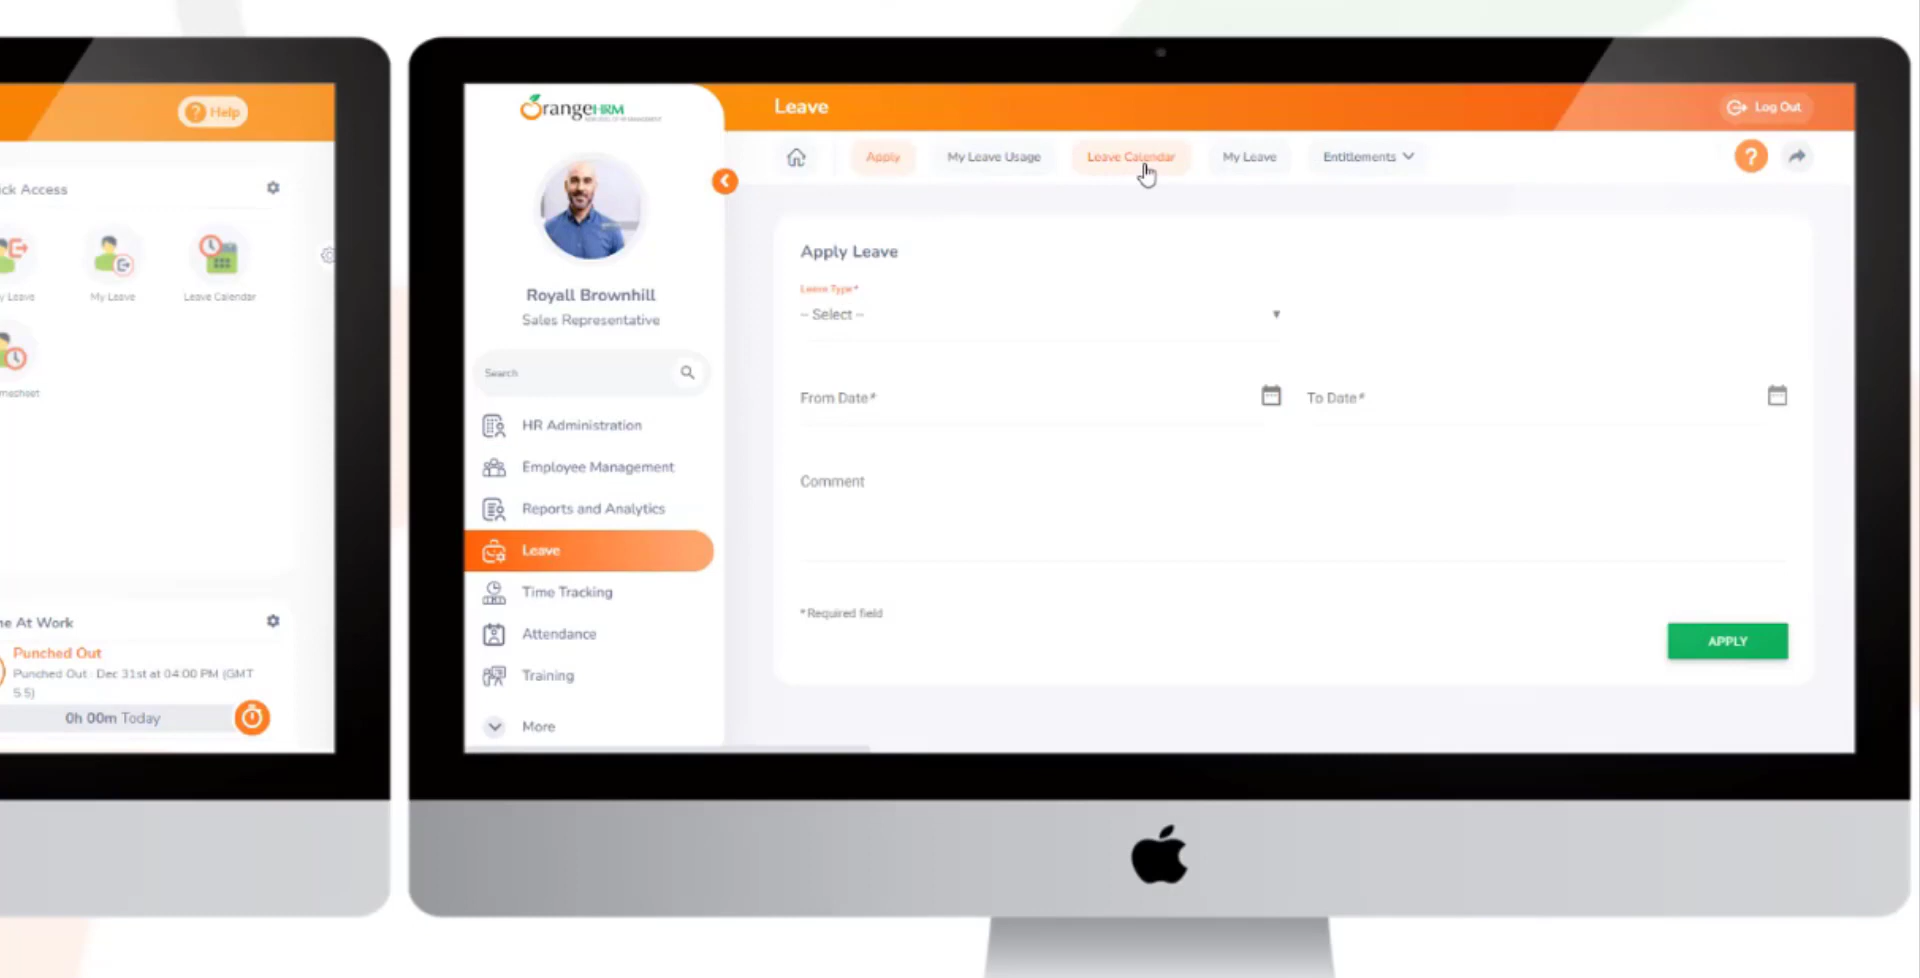 Help
ck Access
y Leave
My Leave
Leave Calendar
mesheet
e At Work
Punched Out
Punched Out - Dec 31st at 04:00 PM (GMT
5.5)
0h 00m Today
OrangeHRM
Royall Brownhill
Sales Representative
Search
HR Administration
Employee Management
Reports and Analytics
Leave
Time Tracking
Attendance
Training
More
Leave
Log Out
Apply
My Leave Usage
Leave Calendar
My Leave
Entitlements
?
Apply Leave
Leave Type*
-- Select --
From Date*
To Date*
Comment
* Required field
APPLY